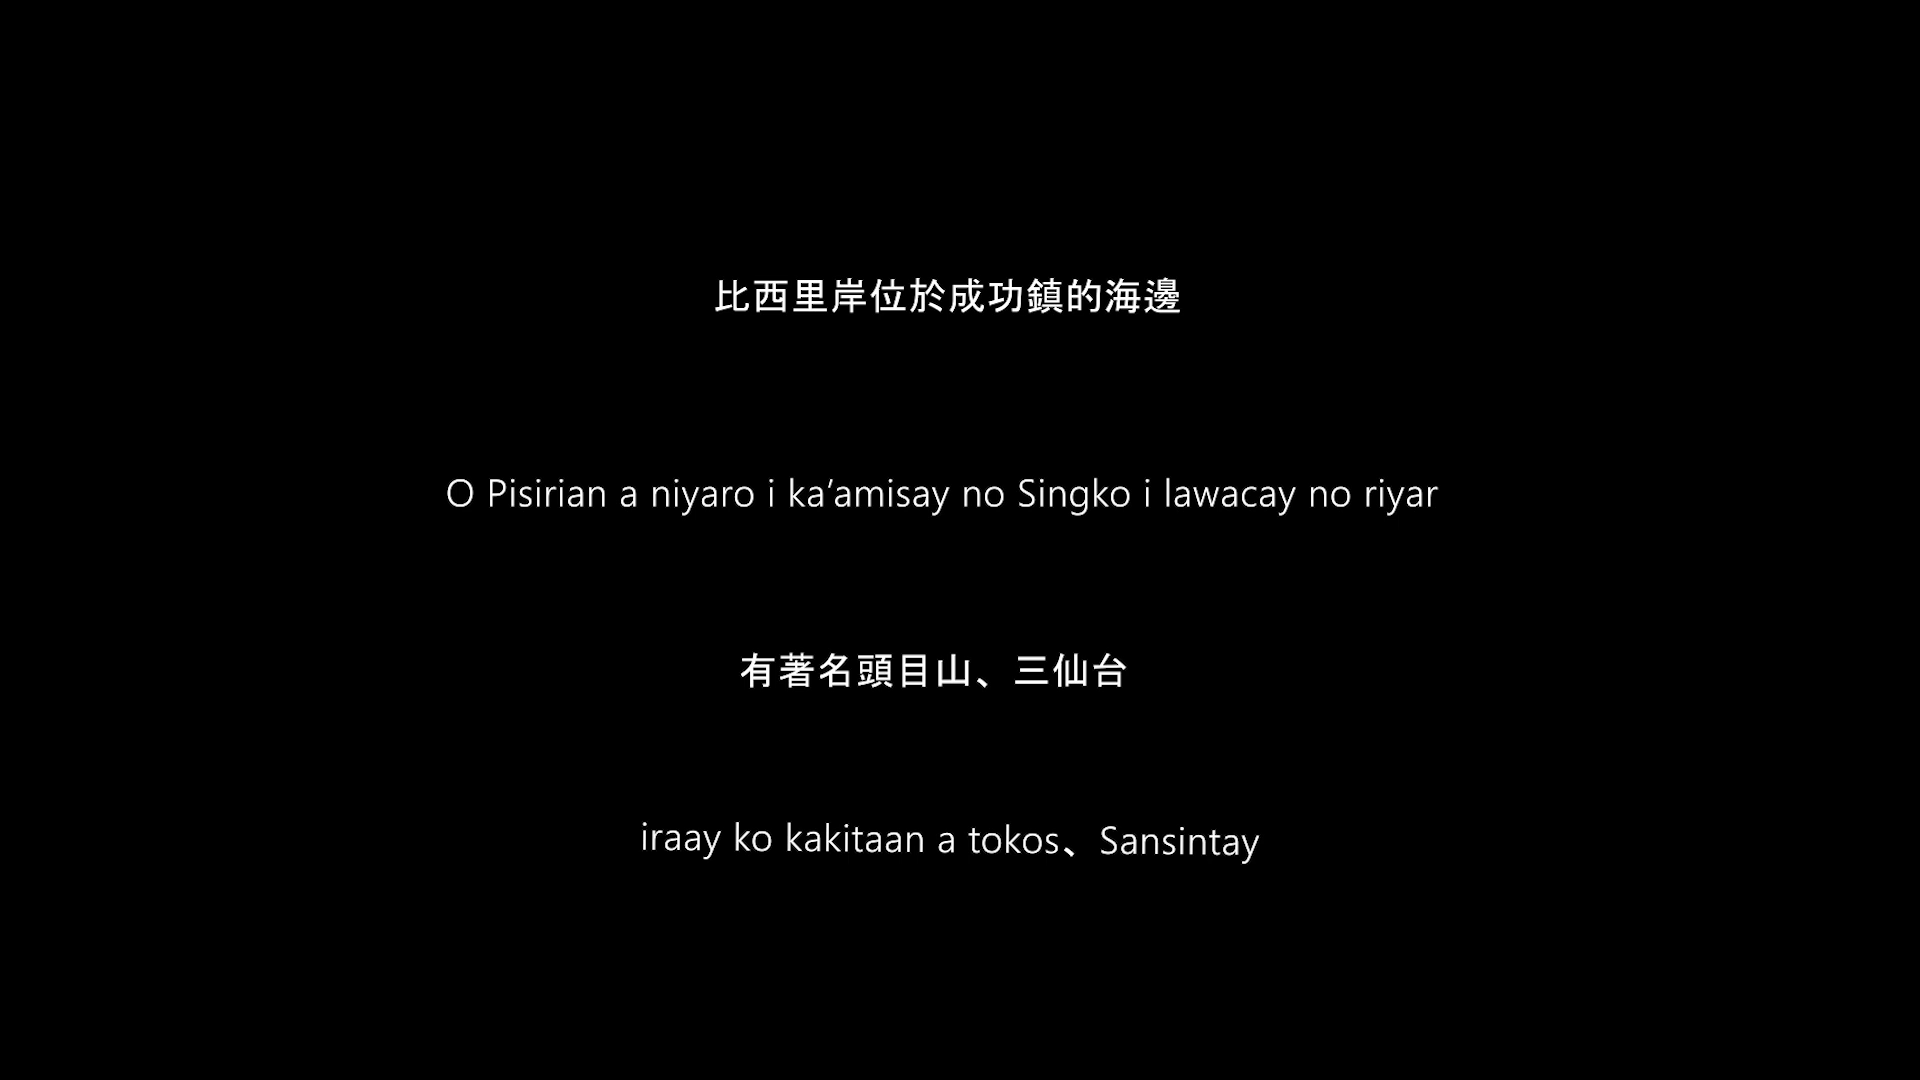 比西里岸位於成功鎮的海邊
O Pisirian a niyaro i ka’amisay no Singko i lawacay no riyar
有著名頭目山、三仙台
iraay ko kakitaan a tokos、Sansintay